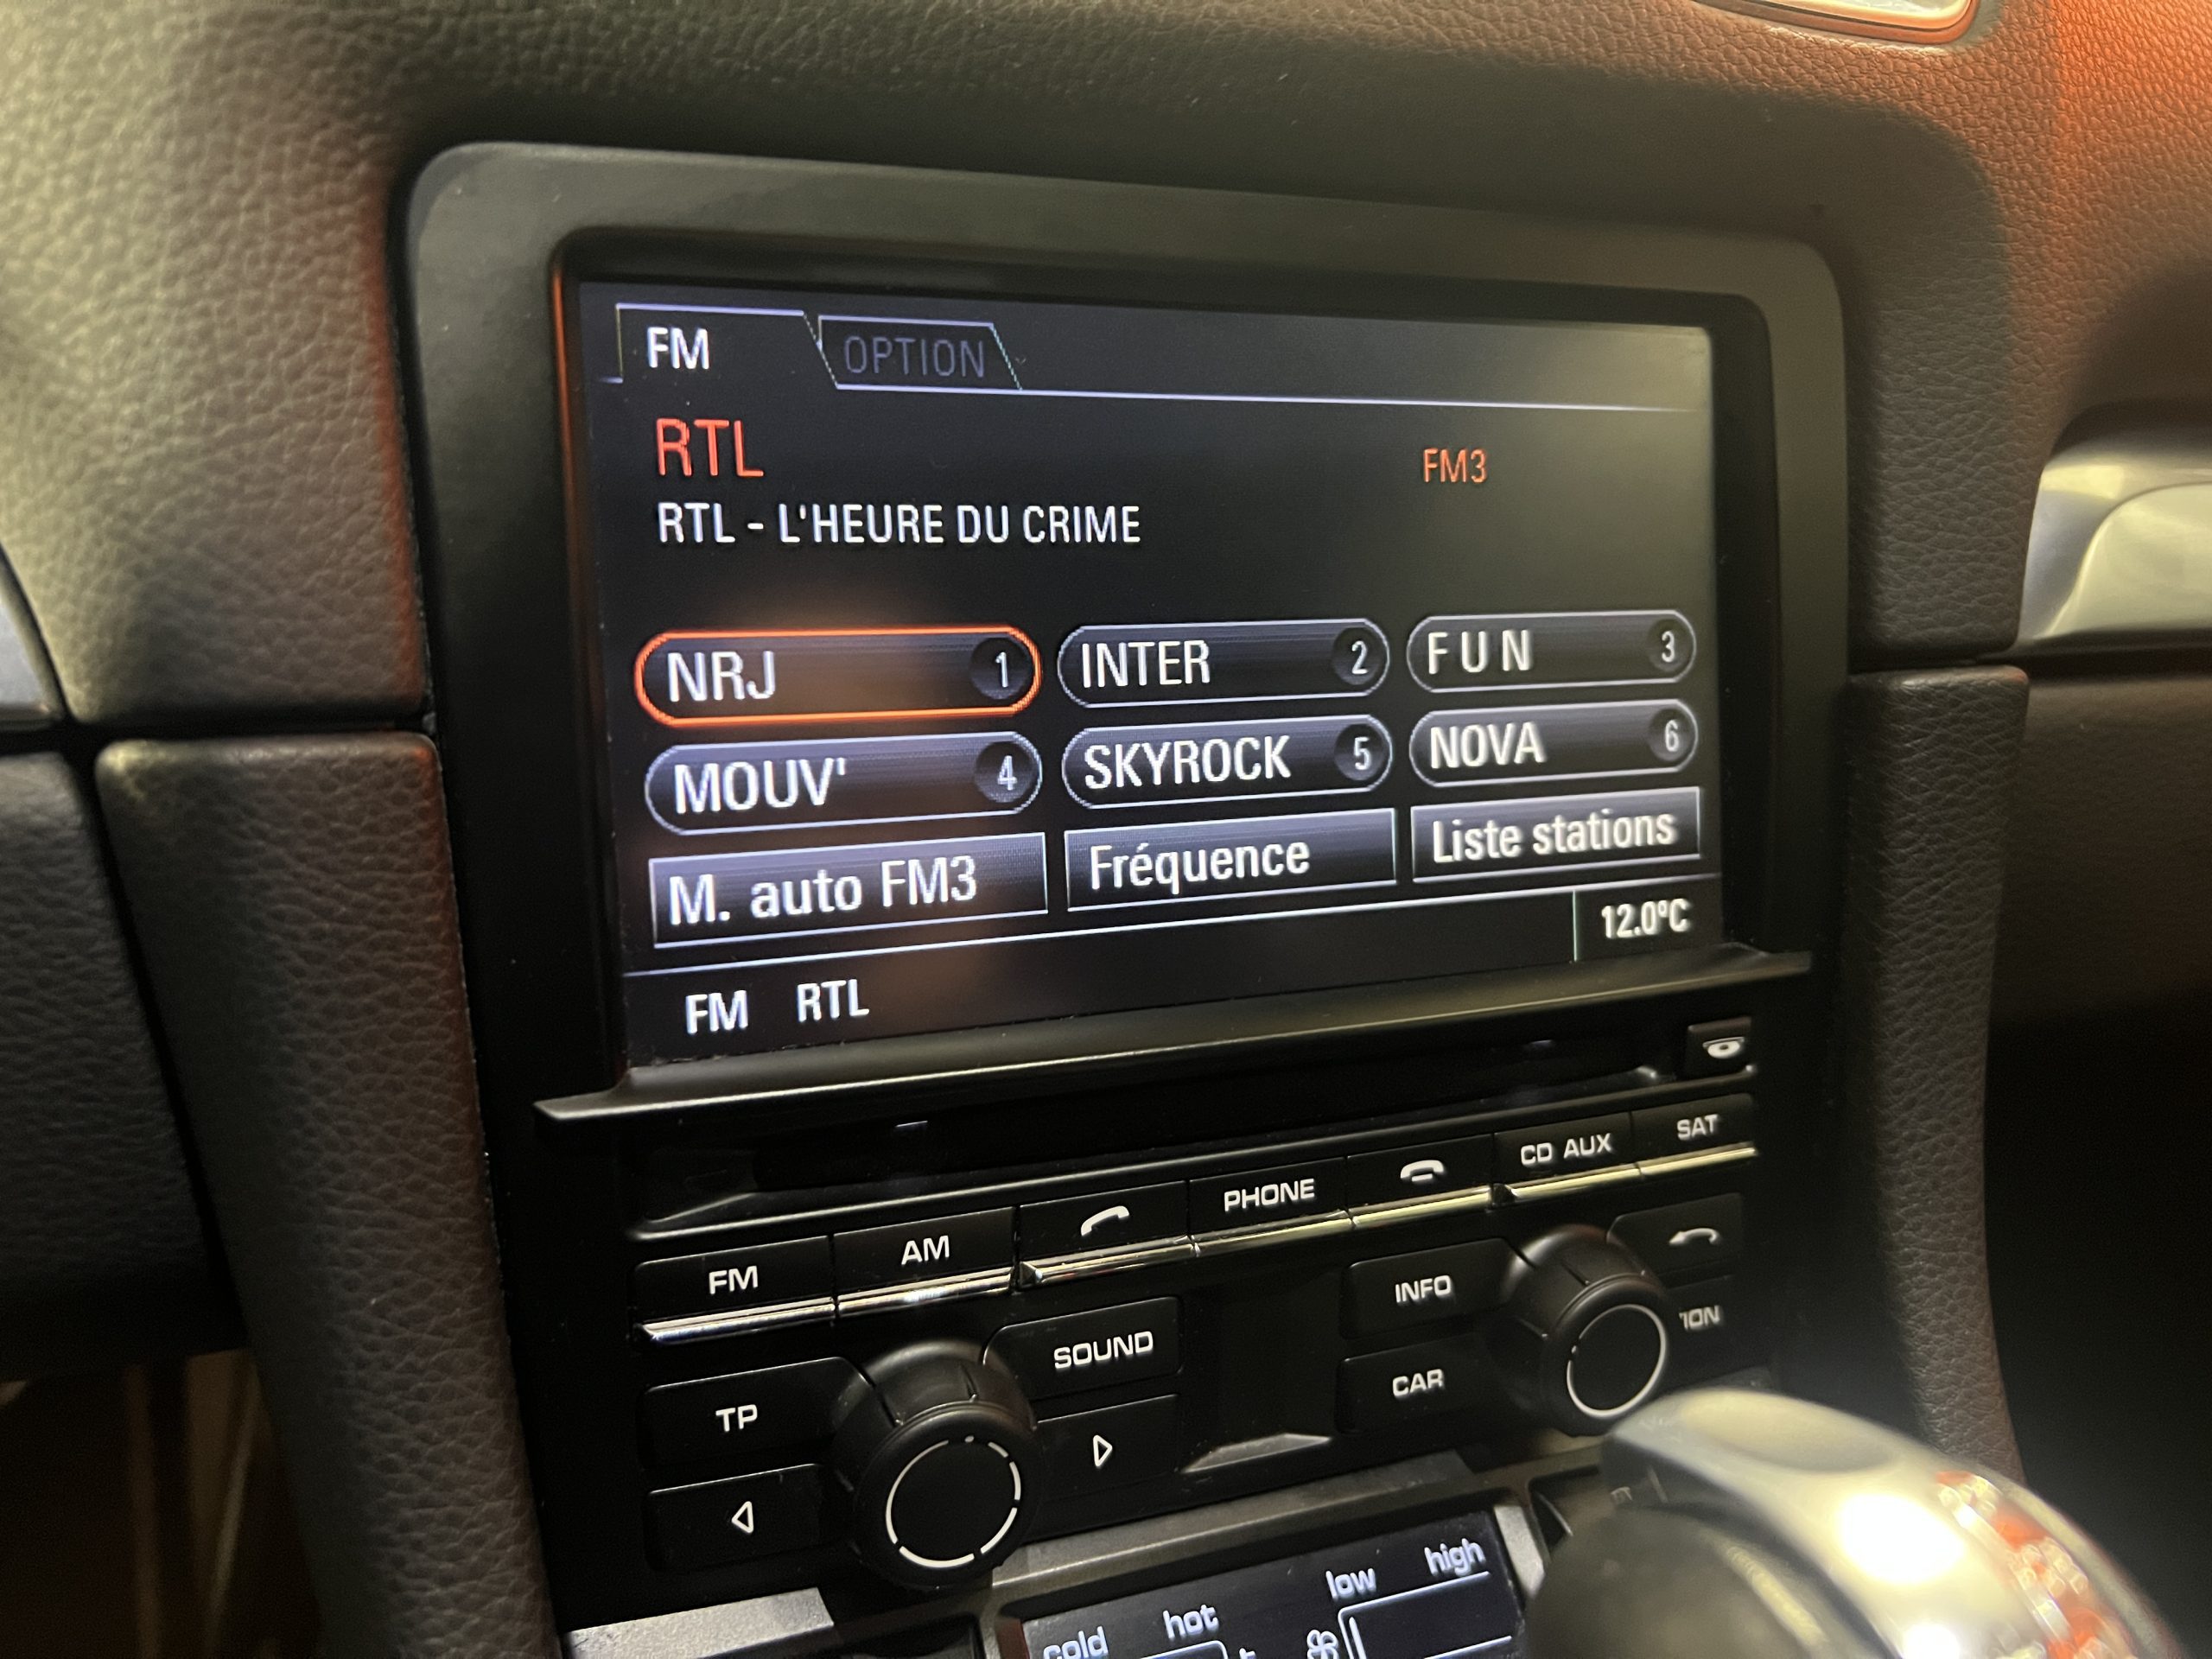 FM OPTION
RTL FM3
RTL - L'HEURE DU CRIME
NRJ 1 INTER 2 F U N 3
MOUV' 4 SKYROCK 5 NOVA 6
M. auto FM3 Fréquence Liste stations
12.0°C
FM RTL
FM AM PHONE CD AUX SAT
TP SOUND INFO
CAR
cold hot low high